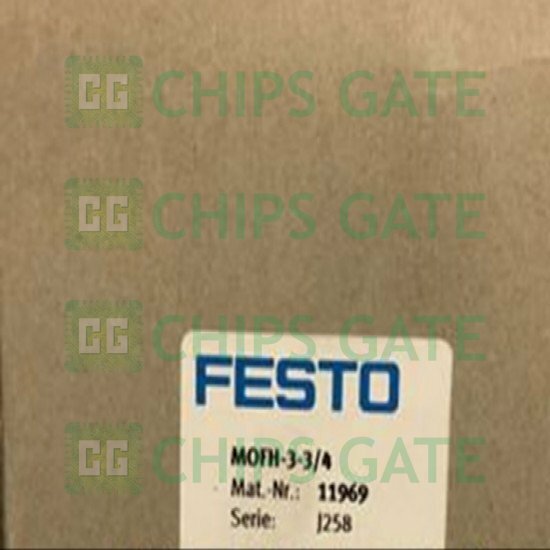 CG CHIPS GATE
CG CHIPS GATE
CG CHIPS GATE
FESTO
CG CHIPS GATE
MOFH-3-3/4
Mat.-Nr.: 11969
Serie: J258